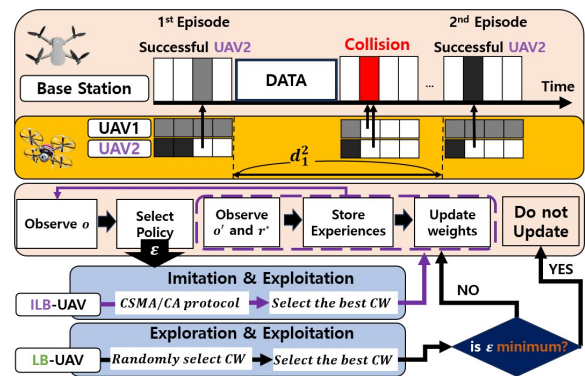 1st Episode
2nd Episode
Successful UAV2
Collision
Successful UAV2
Base Station
DATA
...
Time
UAV1
UAV2
d₁²
Observe o
Select
Policy
Observe
o′ and r*
Store
Experiences
Update
weights
Do not
Update
ε
Imitation & Exploitation
YES
NO
ILB-UAV
CSMA/CA protocol
Select the best CW
Exploration & Exploitation
LB-UAV
Randomly select CW
Select the best CW
is ε minimum?